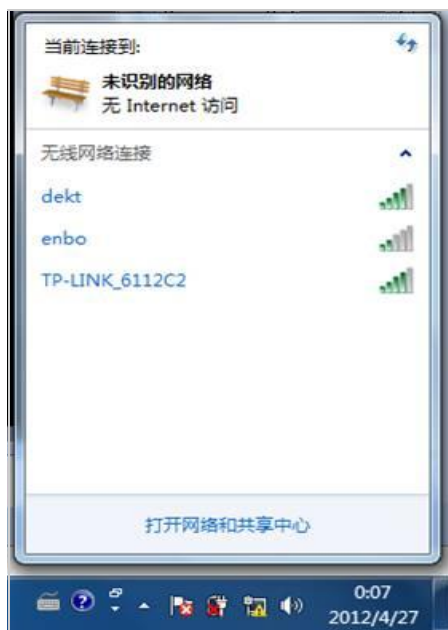 当前连接到:
未识别的网络
无 Internet 访问
无线网络连接
dekt
enbo
TP-LINK_6112C2
打开网络和共享中心
0:07
2012/4/27